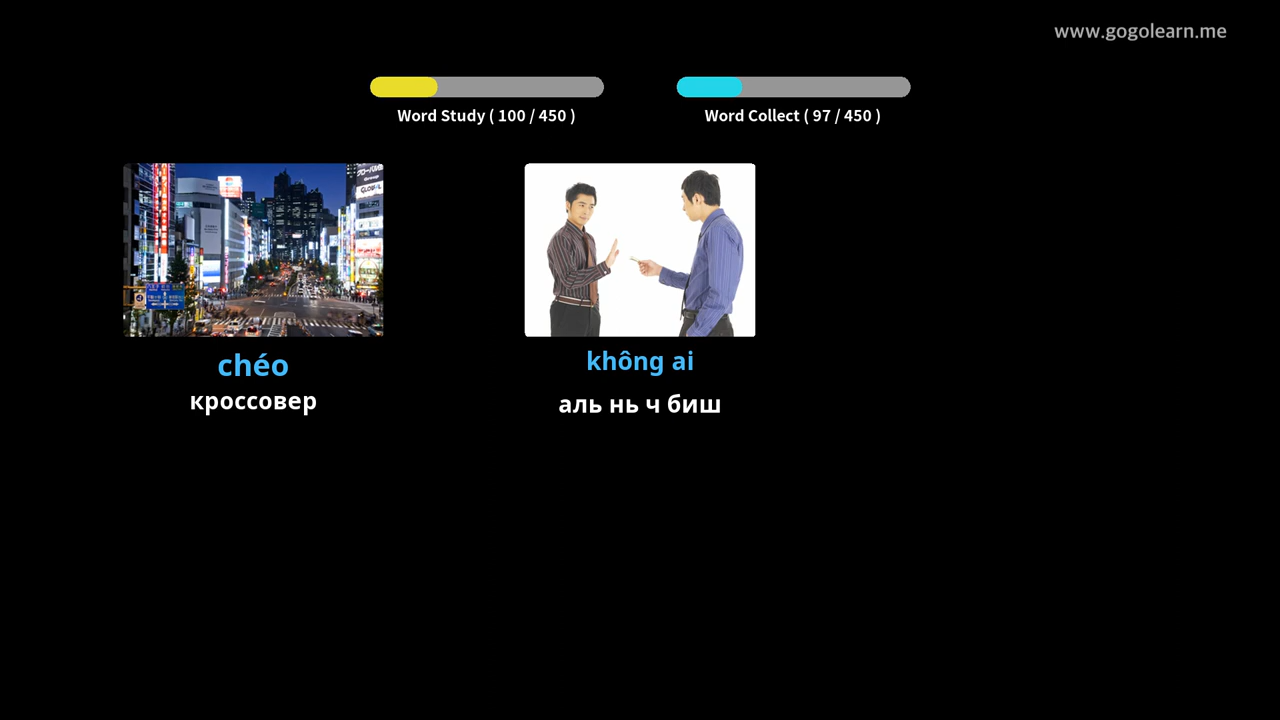 www.gogolearn.me
Word Study ( 100 / 450 )
Word Collect ( 97 / 450 )
chéo
кроссовер
không ai
аль нь ч биш